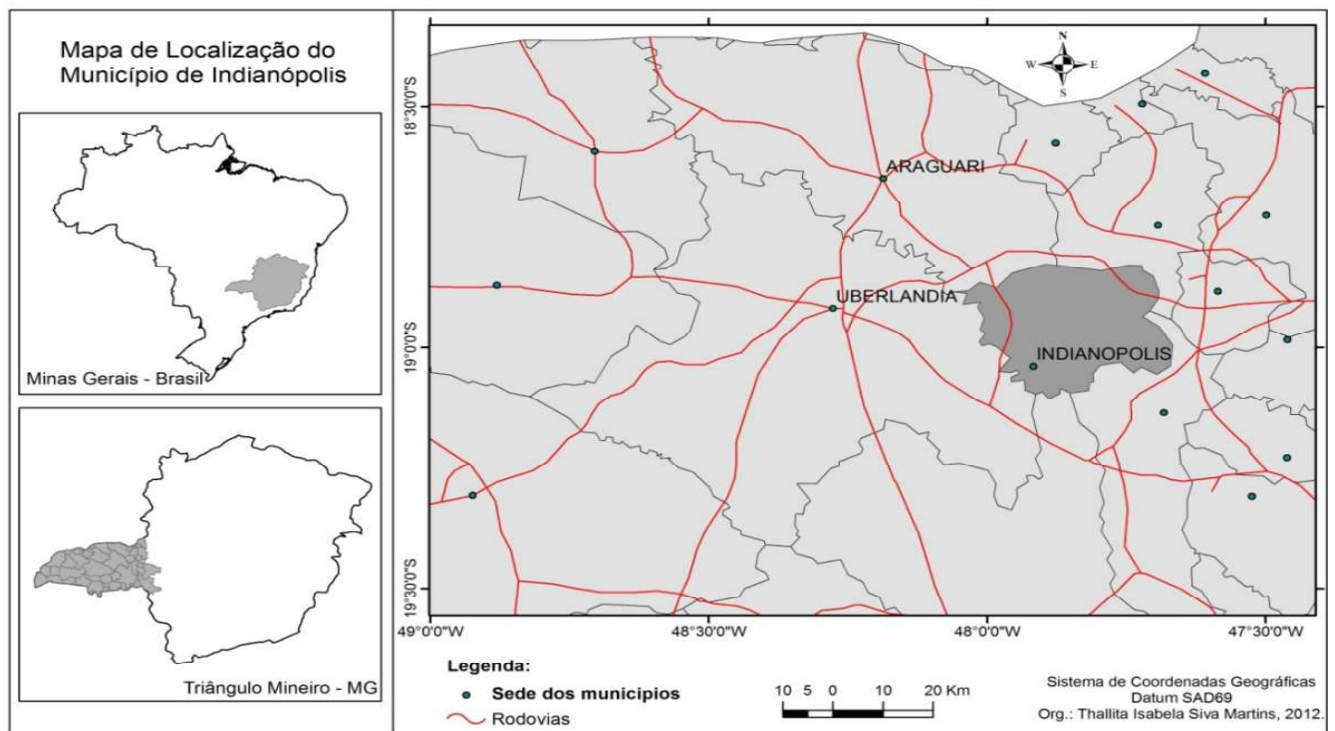 Mapa de Localização do
Município de Indianópolis
Minas Gerais - Brasil
Triângulo Mineiro - MG
N
W E
S
18°30'0"S
19°0'0"S
19°30'0"S
ARAGUARI
UBERLANDIA
INDIANOPOLIS
49°0'0"W 48°30'0"W 48°0'0"W 47°30'0"W
Legenda:
Sede dos municipios
Rodovias
10 5 0 10 20 Km
Sistema de Coordenadas Geográficas
Datum SAD69
Org.: Thallita Isabela Siva Martins, 2012.